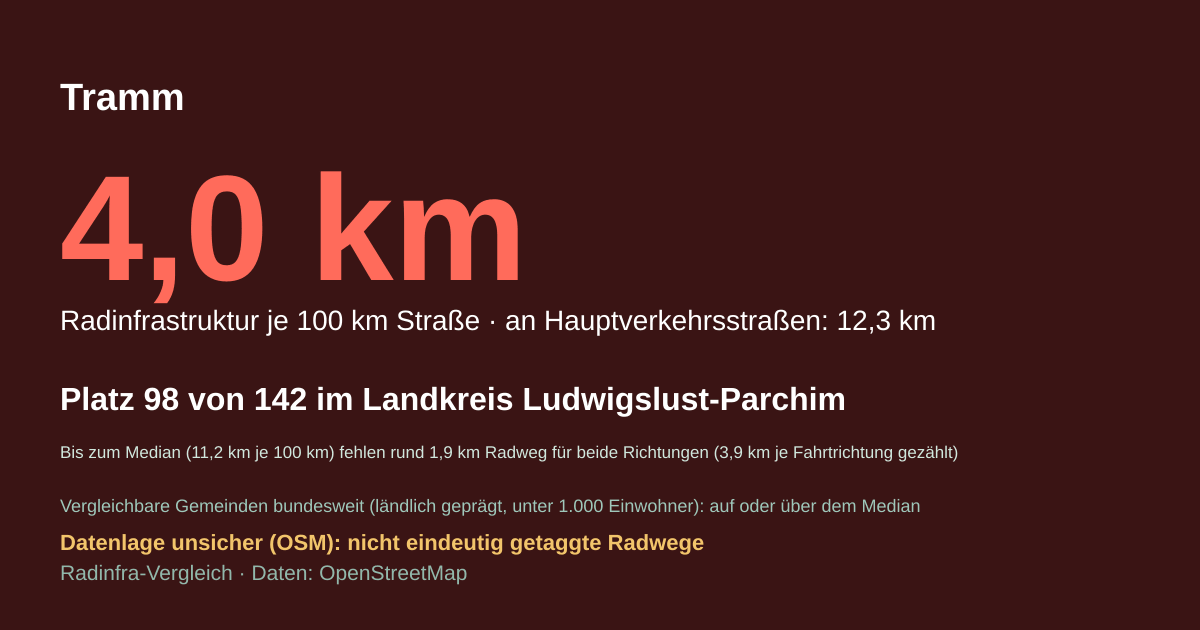 Tramm
4,0 km
Radinfrastruktur je 100 km Straße · an Hauptverkehrsstraßen: 12,3 km
Platz 98 von 142 im Landkreis Ludwigslust-Parchim
Bis zum Median (11,2 km je 100 km) fehlen rund 1,9 km Radweg für beide Richtungen (3,9 km je Fahrtrichtung gezählt)
Vergleichbare Gemeinden bundesweit (ländlich geprägt, unter 1.000 Einwohner): auf oder über dem Median
Datenlage unsicher (OSM): nicht eindeutig getaggte Radwege
Radinfra-Vergleich · Daten: OpenStreetMap